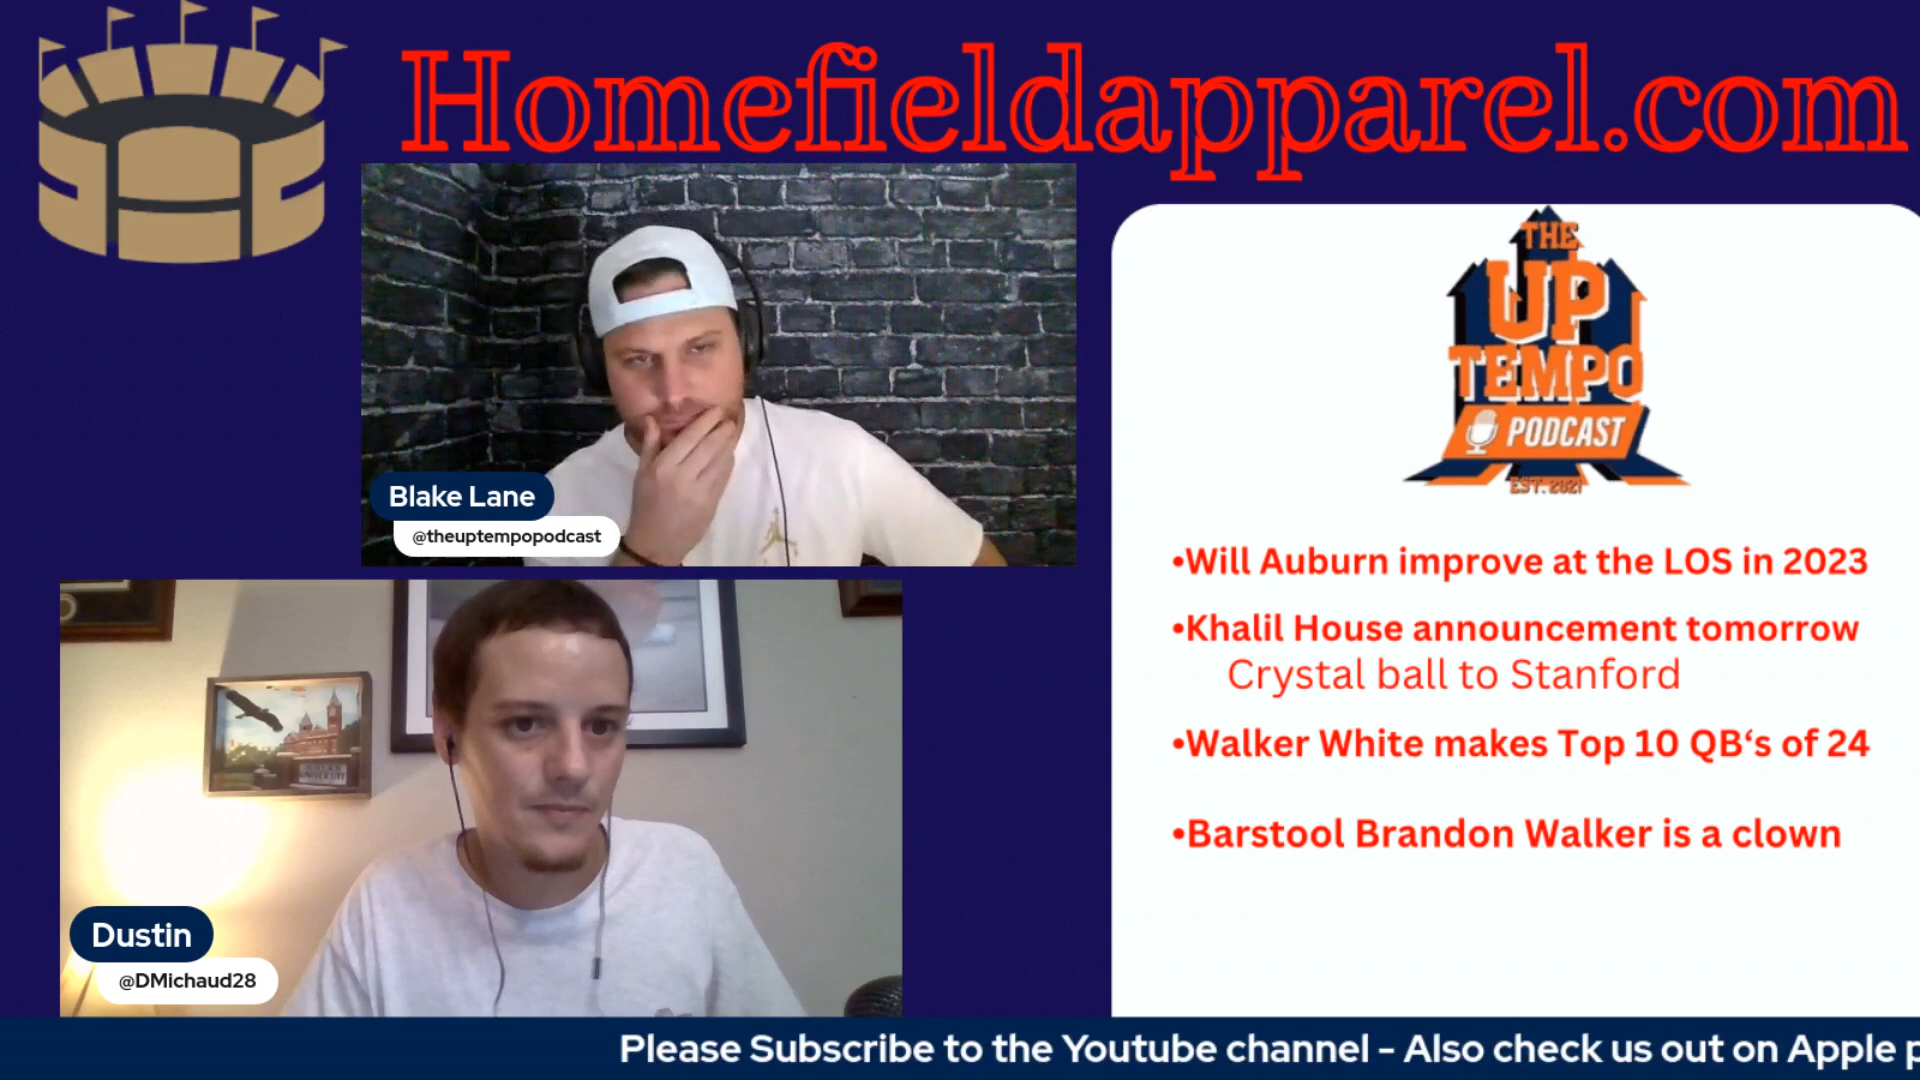 Homefieldapparel.com
THE
UP
TEMPO
PODCAST
EST. 2021
Blake Lane
@theuptempopodcast
•Will Auburn improve at the LOS in 2023
•Khalil House announcement tomorrow
Crystal ball to Stanford
•Walker White makes Top 10 QB‘s of 24
•Barstool Brandon Walker is a clown
Dustin
@DMichaud28
Please Subscribe to the Youtube channel - Also check us out on Apple p